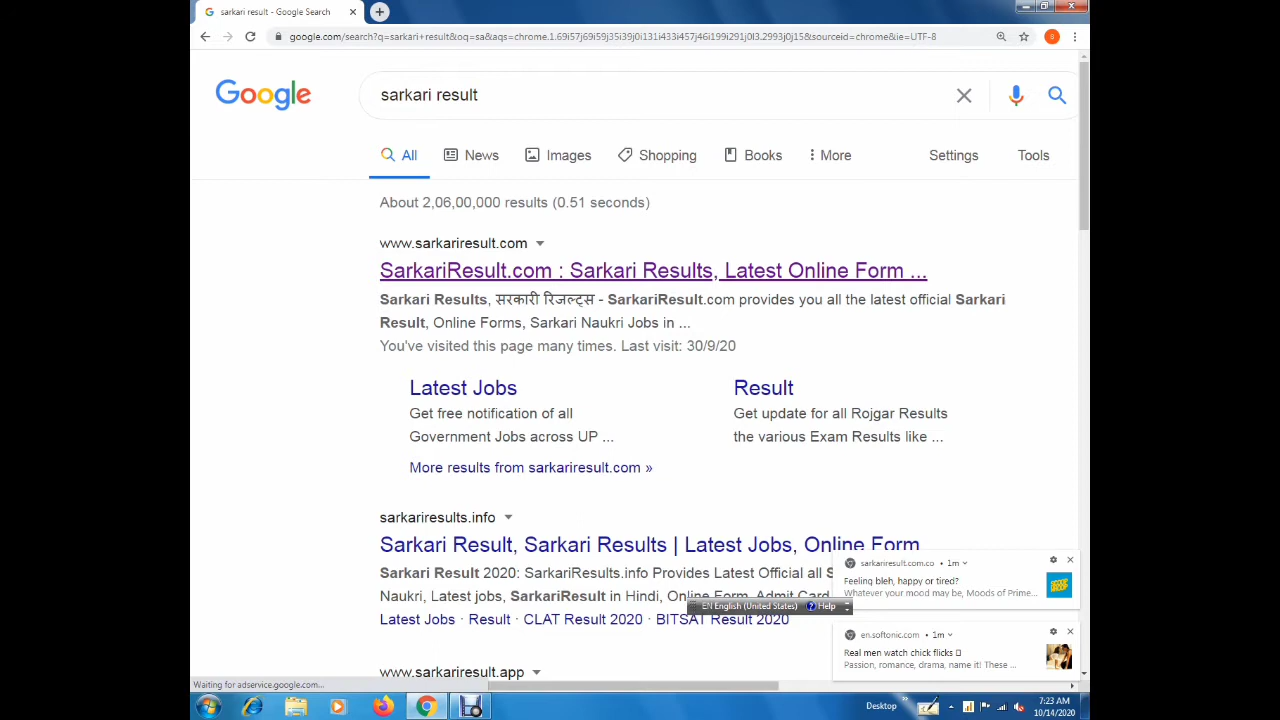 sarkari result - Google Search
google.com/search?q=sarkari+result&oq=sa&aqs=chrome.1.69i57j69i59j35i39j0i131i433i457j46i199i291j0l3.2993j0j15&sourceid=chrome&ie=UTF-8
Google
sarkari result
All News Images Shopping Books More Settings Tools
About 2,06,00,000 results (0.51 seconds)
www.sarkariresult.com
SarkariResult.com : Sarkari Results, Latest Online Form ...
Sarkari Results, सरकारी रिजल्ट्स - SarkariResult.com provides you all the latest official Sarkari
Result, Online Forms, Sarkari Naukri Jobs in ...
You've visited this page many times. Last visit: 30/9/20
Latest Jobs
Get free notification of all
Government Jobs across UP ...
Result
Get update for all Rojgar Results
the various Exam Results like ...
More results from sarkariresult.com »
sarkariresults.info
Sarkari Result, Sarkari Results | Latest Jobs, Online Form
Sarkari Result 2020: SarkariResults.info Provides Latest Official all S
Naukri, Latest jobs, SarkariResult in Hindi, Online Form, Admit Card
Latest Jobs · Result · CLAT Result 2020 · BITSAT Result 2020
www.sarkariresult.app
sarkariresult.com.co • 1m
Feeling bleh, happy or tired?
Whatever your mood may be, Moods of Prime...
EN English (United States) Help
en.softonic.com • 1m
Real men watch chick flicks
Passion, romance, drama, name it! These ...
Waiting for adservice.google.com...
Desktop
7:23 AM
10/14/2020